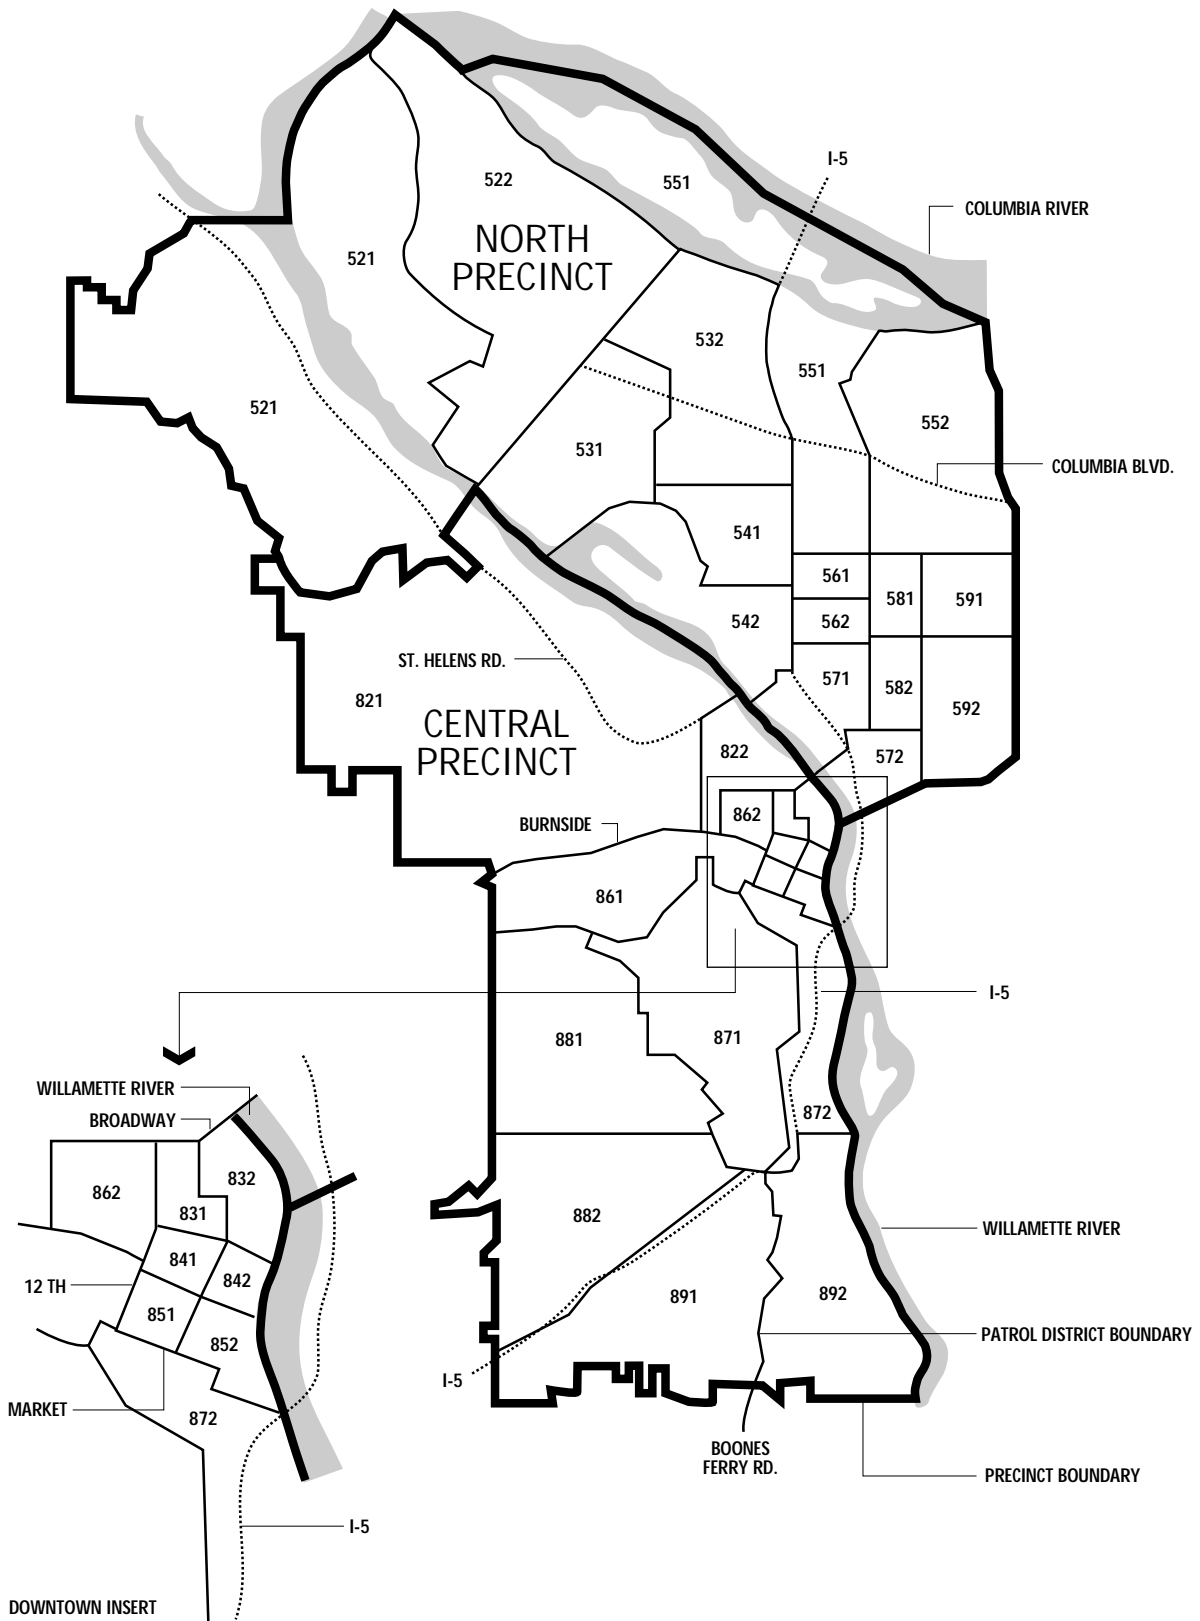 I-5
522
551
COLUMBIA RIVER
NORTH
PRECINCT
521
532
551
521
552
531
COLUMBIA BLVD.
541
561
581
591
562
542
ST. HELENS RD.
571
582
821
592
CENTRAL
PRECINCT
822
572
862
BURNSIDE
861
I-5
881
871
WILLAMETTE RIVER
872
BROADWAY
832
862
831
882
WILLAMETTE RIVER
841
842
12 TH
891
892
851
852
PATROL DISTRICT BOUNDARY
I-5
MARKET
872
BOONES
FERRY RD.
PRECINCT BOUNDARY
I-5
DOWNTOWN INSERT